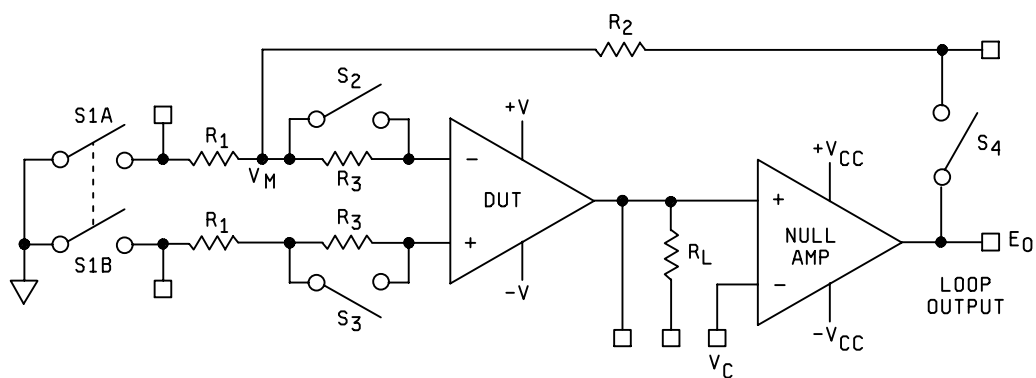 R2
S2
S1A
R1
VM
R3
+V
S4
+VCC
−
DUT
+
NULL
AMP
−
S1B
R1
R3
+
S3
−V
RL
E0
LOOP
OUTPUT
VC
−VCC